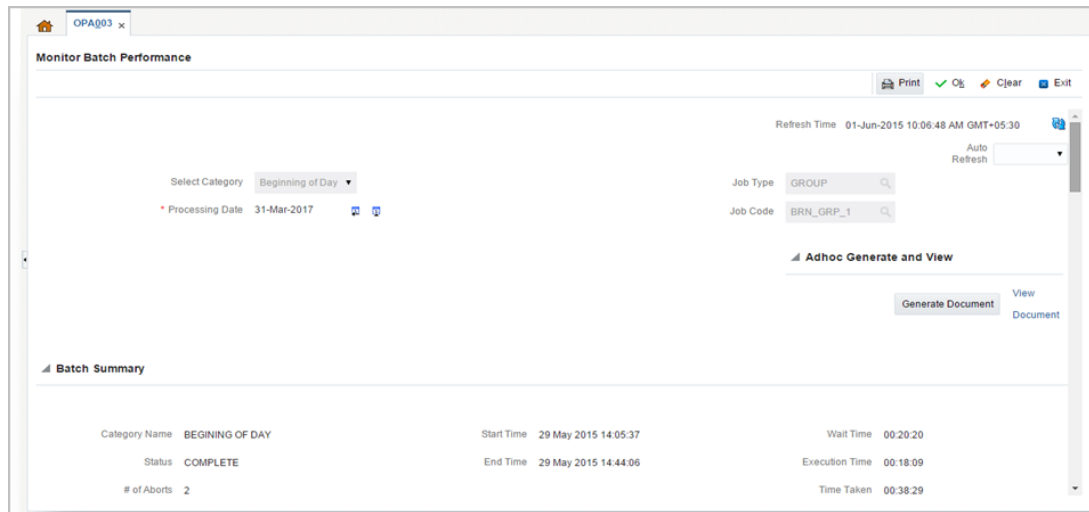 OPA003 x
Monitor Batch Performance
Print Ok Clear Exit
Refresh Time 01-Jun-2015 10:06:48 AM GMT+05:30
Auto
Refresh
Select Category Beginning of Day Job Type GROUP
* Processing Date 31-Mar-2017 Job Code BRN_GRP_1
Adhoc Generate and View
Generate Document View
Document
Batch Summary
Category Name BEGINING OF DAY Start Time 29 May 2015 14:05:37 Wait Time 00:20:20
Status COMPLETE End Time 29 May 2015 14:44:06 Execution Time 00:18:09
# of Aborts 2 Time Taken 00:38:29